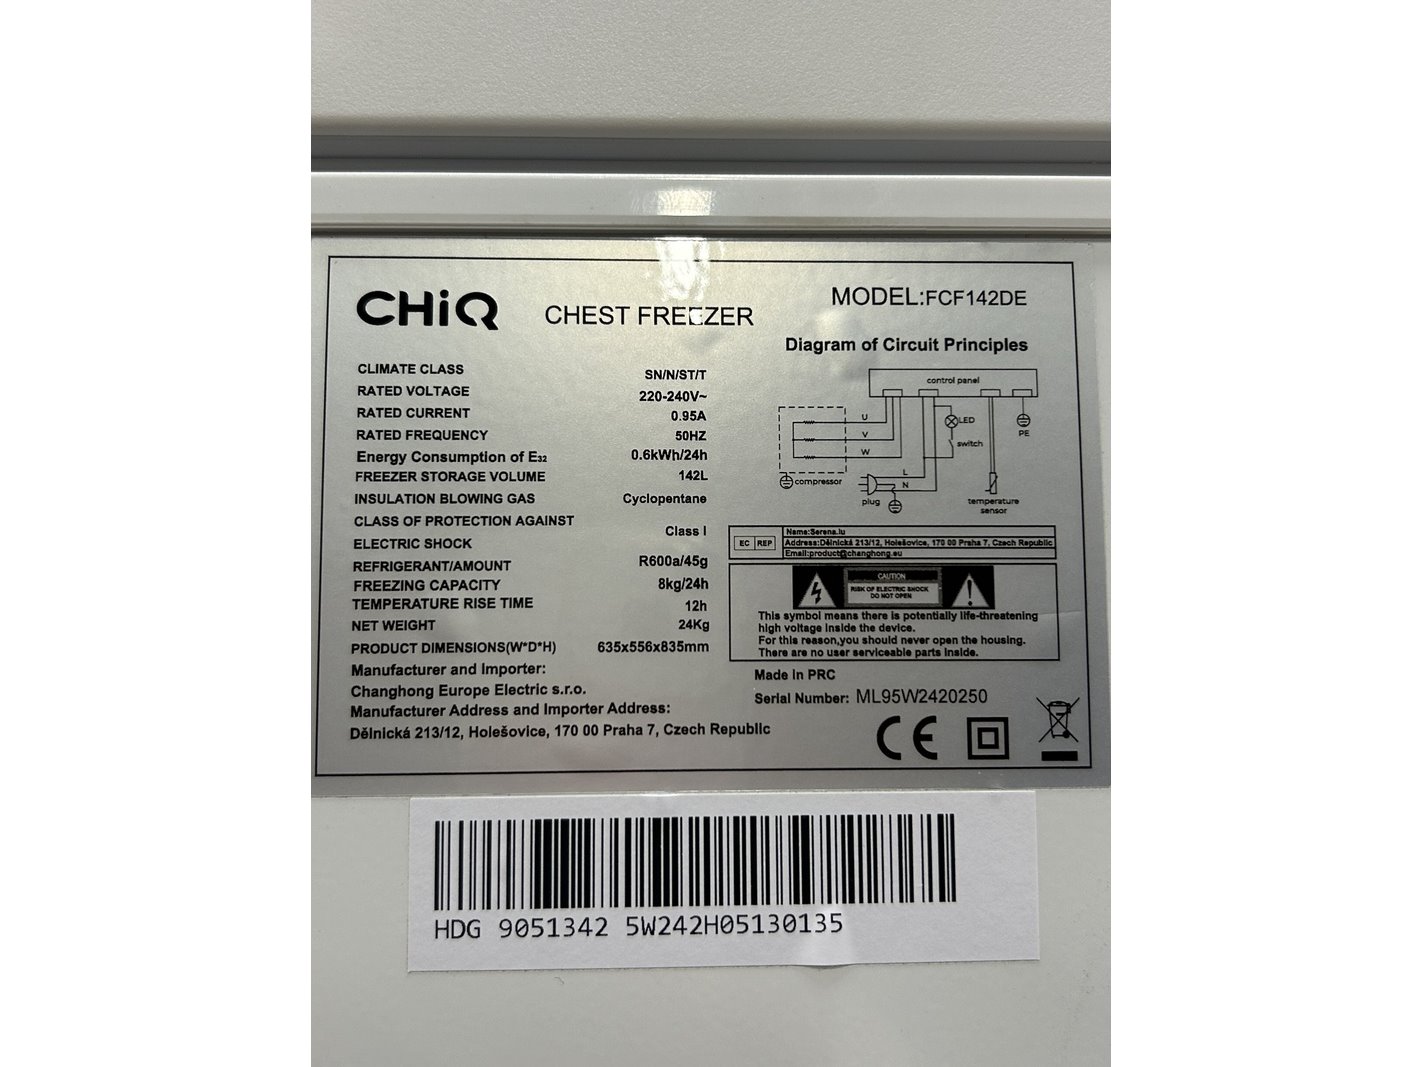 CHiQ
CHEST FREEZER
MODEL:FCF142DE
CLIMATE CLASS SN/N/ST/T
RATED VOLTAGE 220-240V~
RATED CURRENT 0.95A
RATED FREQUENCY 50HZ
Energy Consumption of E32 0.6kWh/24h
FREEZER STORAGE VOLUME 142L
INSULATION BLOWING GAS Cyclopentane
CLASS OF PROTECTION AGAINST
ELECTRIC SHOCK Class I
REFRIGERANT/AMOUNT R600a/45g
FREEZING CAPACITY 8kg/24h
TEMPERATURE RISE TIME 12h
NET WEIGHT 24Kg
PRODUCT DIMENSIONS(W*D*H) 635x556x835mm
Manufacturer and Importer:
Changhong Europe Electric s.r.o.
Manufacturer Address and Importer Address:
Dělnická 213/12, Holešovice, 170 00 Praha 7, Czech Republic
Diagram of Circuit Principles
control panel
U
V
W
LED
switch
PE
compressor
L
N
plug
temperature
sensor
EC REP
Name:Serena.lu
Address:Dělnická 213/12, Holešovice, 170 00 Praha 7, Czech Republic
Email:product@changhong.eu
CAUTION
RISK OF ELECTRIC SHOCK
DO NOT OPEN
This symbol means there is potentially life-threatening
high voltage inside the device.
For this reason,you should never open the housing.
There are no user serviceable parts inside.
Made in PRC
Serial Number: ML95W2420250
CE
HDG 9051342 5W242H05130135